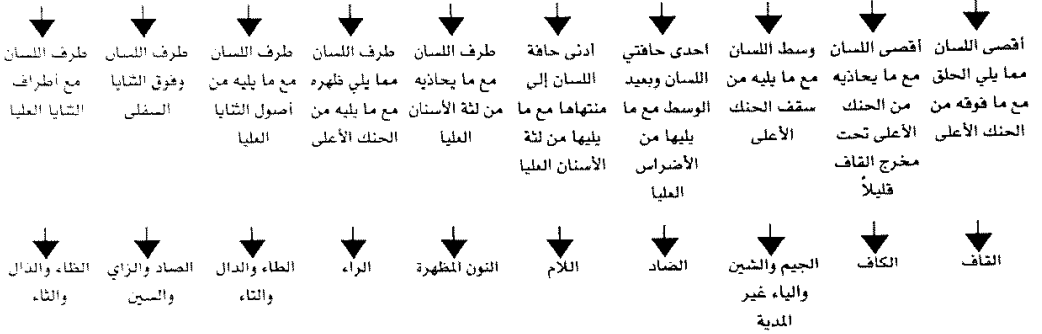 أقصى اللسان
مما يلي الحلق
مع ما فوقه من
الحنك الأعلى
أقصى اللسان
مع ما يحاذيه
من الحنك
الأعلى تحت
مخرج القاف
قليلاً
وسط اللسان
مع ما يليه من
سقف الحنك
الأعلى
احدى حافتي
اللسان وبعيد
الوسط مع ما
يليها من
الأضراس
العليا
أدنى حافة
اللسان إلى
منتهاها مع ما
يليها من لثة
الأسنان العليا
طرف اللسان
مع ما يحاذيه
من لثة الأسنان
العليا
طرف اللسان
مما يلي ظهره
مع ما يليه من
الحنك الأعلى
طرف اللسان
مع ما يليه من
أصول الثنايا
العليا
طرف اللسان
وفوق الثنايا
السفلى
طرف اللسان
مع أطراف
الثنايا العليا
القاف
الكاف
الجيم والشين
والياء غير
المدية
الضاد
اللام
النون المظهرة
الراء
الطاء والدال
والتاء
الصاد والزاي
والسين
الظاء والذال
والثاء